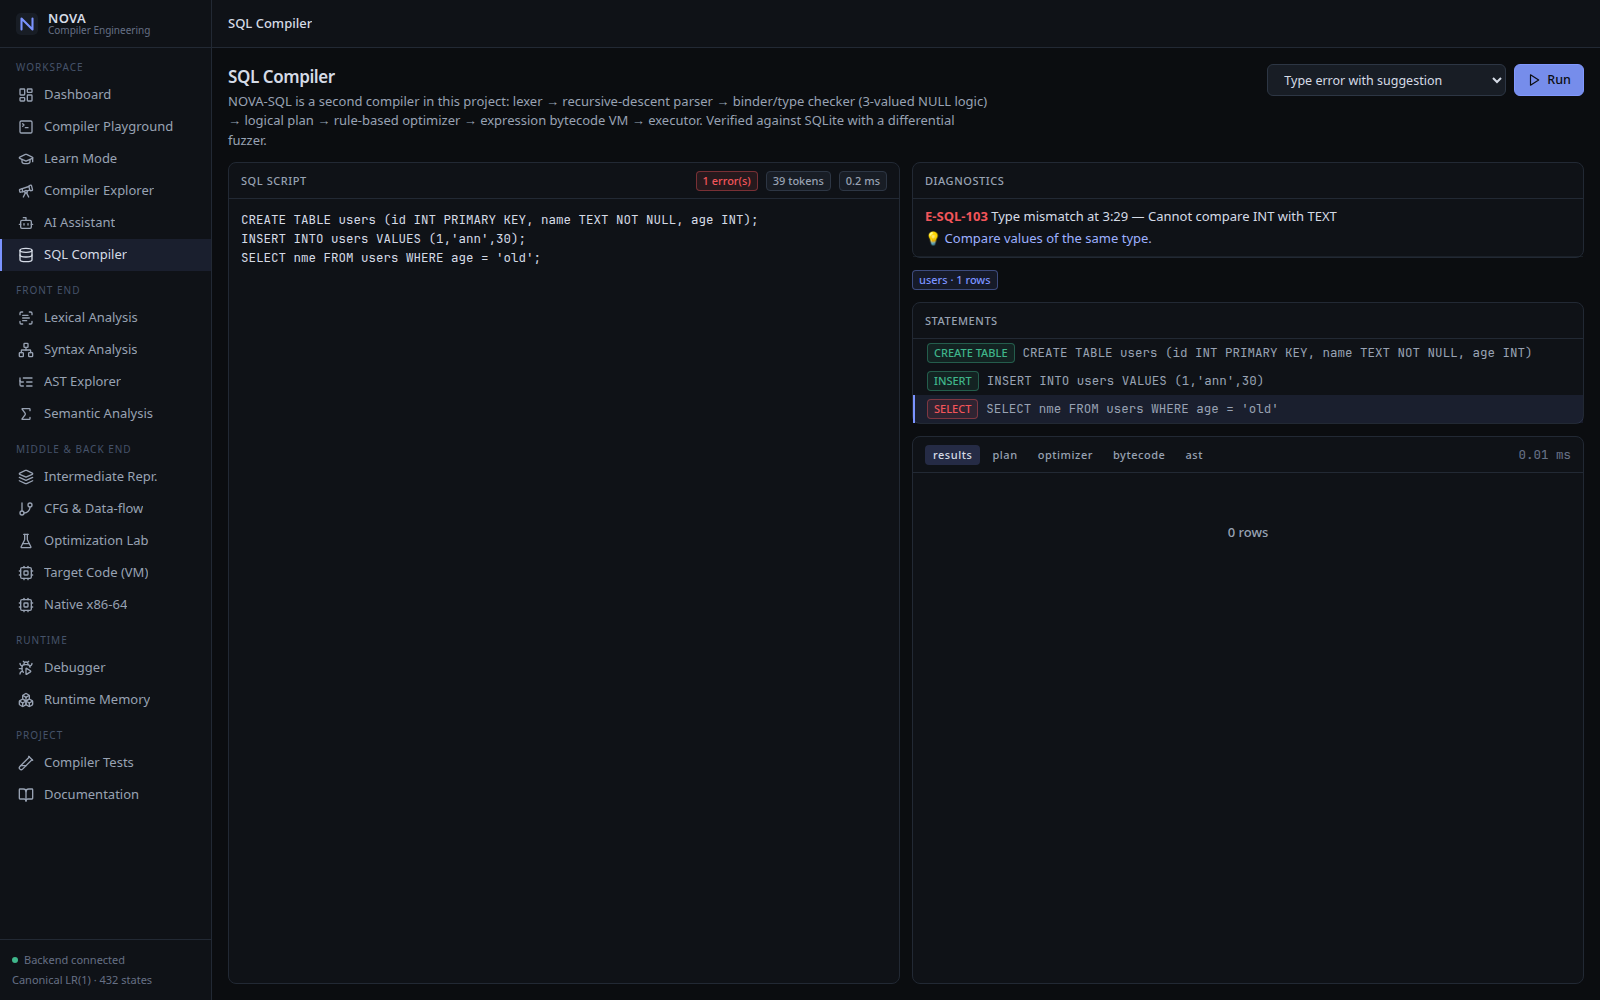 NOVA
Compiler Engineering
WORKSPACE
Dashboard
Compiler Playground
Learn Mode
Compiler Explorer
AI Assistant
SQL Compiler
FRONT END
Lexical Analysis
Syntax Analysis
AST Explorer
Semantic Analysis
MIDDLE & BACK END
Intermediate Repr.
CFG & Data-flow
Optimization Lab
Target Code (VM)
Native x86-64
RUNTIME
Debugger
Runtime Memory
PROJECT
Compiler Tests
Documentation
Backend connected
Canonical LR(1) · 432 states
SQL Compiler
SQL Compiler
NOVA-SQL is a second compiler in this project: lexer → recursive-descent parser → binder/type checker (3-valued NULL logic)
→ logical plan → rule-based optimizer → expression bytecode VM → executor. Verified against SQLite with a differential
fuzzer.
Type error with suggestion
Run
SQL SCRIPT
1 error(s)
39 tokens
0.2 ms
CREATE TABLE users (id INT PRIMARY KEY, name TEXT NOT NULL, age INT);
INSERT INTO users VALUES (1,'ann',30);
SELECT nme FROM users WHERE age = 'old';
DIAGNOSTICS
E-SQL-103 Type mismatch at 3:29 — Cannot compare INT with TEXT
💡 Compare values of the same type.
users · 1 rows
STATEMENTS
CREATE TABLE CREATE TABLE users (id INT PRIMARY KEY, name TEXT NOT NULL, age INT)
INSERT INSERT INTO users VALUES (1,'ann',30)
SELECT SELECT nme FROM users WHERE age = 'old'
results plan optimizer bytecode ast 0.01 ms
0 rows